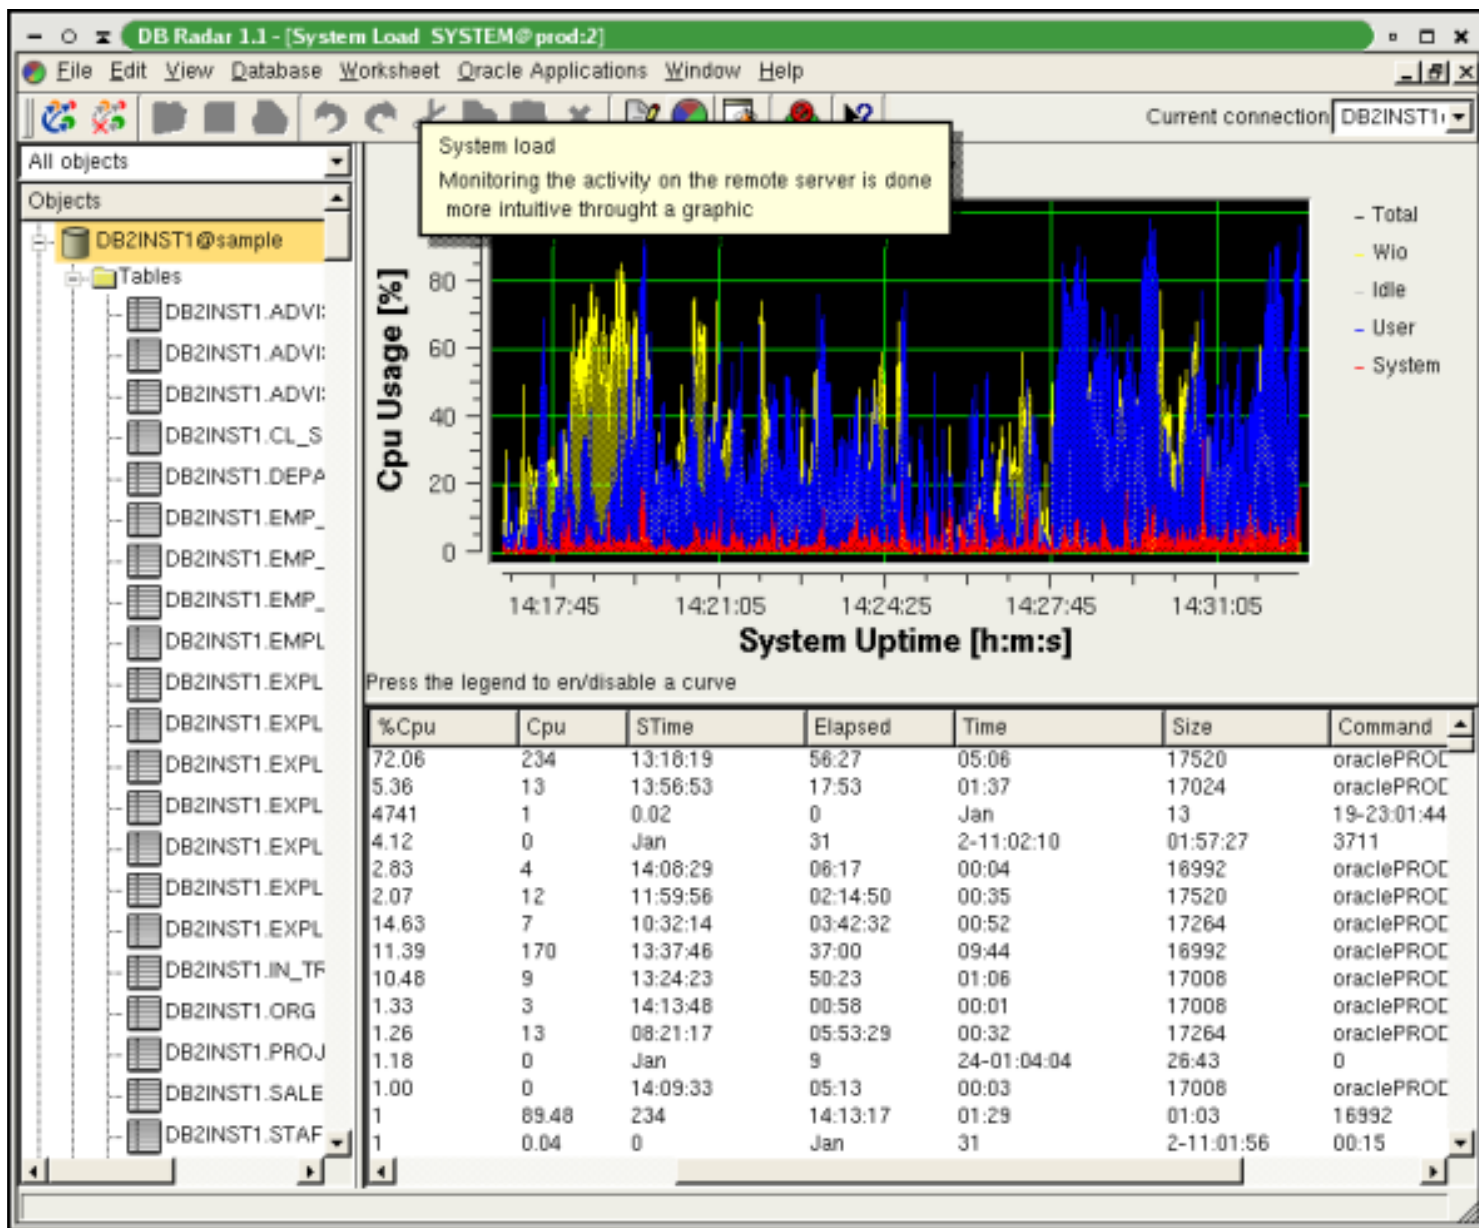 DB Radar 1.1 - [System Load SYSTEM@prod:2]
File Edit View Database Worksheet Oracle Applications Window Help
Current connection DB2INST1
All objects
Objects
DB2INST1@sample
Tables
DB2INST1.ADVI
DB2INST1.ADVI
DB2INST1.ADVI
DB2INST1.CL_S
DB2INST1.DEPA
DB2INST1.EMP_
DB2INST1.EMP_
DB2INST1.EMP_
DB2INST1.EMPL
DB2INST1.EXPL
DB2INST1.EXPL
DB2INST1.EXPL
DB2INST1.EXPL
DB2INST1.EXPL
DB2INST1.EXPL
DB2INST1.EXPL
DB2INST1.IN_TR
DB2INST1.ORG
DB2INST1.PROJ
DB2INST1.SALE
DB2INST1.STAF
System load
Monitoring the activity on the remote server is done
more intuitive throught a graphic
Total
Wio
Idle
User
System
Cpu Usage [%]
80
60
40
20
0
14:17:45 14:21:05 14:24:25 14:27:45 14:31:05
System Uptime [h:m:s]
Press the legend to en/disable a curve
%Cpu Cpu STime Elapsed Time Size Command
72.06 234 13:18:19 56:27 05:06 17520 oraclePROD
5.36 13 13:56:53 17:53 01:37 17024 oraclePROD
4741 1 0.02 0 Jan 13 19-23:01:44
4.12 0 Jan 31 2-11:02:10 01:57:27 3711
2.83 4 14:08:29 06:17 00:04 16992 oraclePROD
2.07 12 11:59:56 02:14:50 00:35 17520 oraclePROD
14.63 7 10:32:14 03:42:32 00:52 17264 oraclePROD
11.39 170 13:37:46 37:00 09:44 16992 oraclePROD
10.48 9 13:24:23 50:23 01:06 17008 oraclePROD
1.33 3 14:13:48 00:58 00:01 17008 oraclePROD
1.26 13 08:21:17 05:53:29 00:32 17264 oraclePROD
1.18 0 Jan 9 24-01:04:04 26:43 0
1.00 0 14:09:33 05:13 00:03 17008 oraclePROD
1 89.48 234 14:13:17 01:29 01:03 16992
1 0.04 0 Jan 31 2-11:01:56 00:15